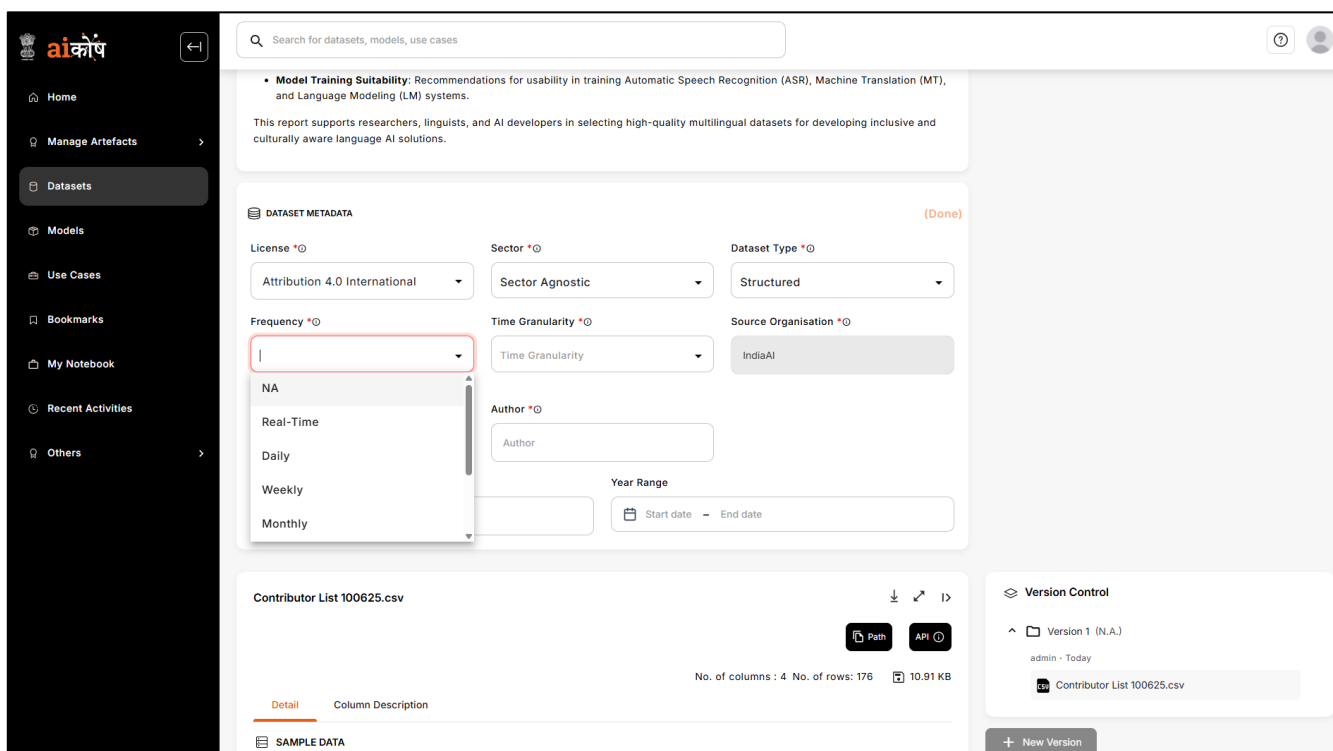 aiकोष
Search for datasets, models, use cases
Home
Manage Artefacts
Datasets
Models
Use Cases
Bookmarks
My Notebook
Recent Activities
Others
• Model Training Suitability: Recommendations for usability in training Automatic Speech Recognition (ASR), Machine Translation (MT),
and Language Modeling (LM) systems.
This report supports researchers, linguists, and AI developers in selecting high-quality multilingual datasets for developing inclusive and
culturally aware language AI solutions.
DATASET METADATA (Done)
License * Sector * Dataset Type *
Attribution 4.0 International Sector Agnostic Structured
Frequency * Time Granularity * Source Organisation *
Time Granularity IndiaAI
NA
Real-Time
Daily
Weekly
Monthly
Author *
Author
Year Range
Start date – End date
Contributor List 100625.csv
Path API
No. of columns : 4 No. of rows: 176 10.91 KB
Detail Column Description
SAMPLE DATA
Version Control
Version 1 (N.A.)
admin - Today
CSV Contributor List 100625.csv
+ New Version